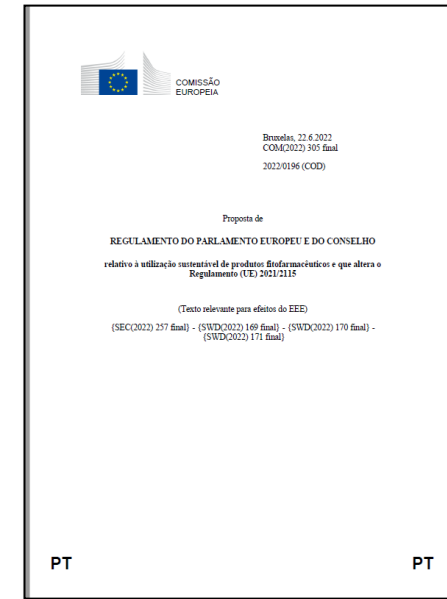 COMISSÃO
EUROPEIA
Bruxelas, 22.6.2022
COM(2022) 305 final
2022/0196 (COD)
Proposta de
REGULAMENTO DO PARLAMENTO EUROPEU E DO CONSELHO
relativo à utilização sustentável de produtos fitofarmacêuticos e que altera o
Regulamento (UE) 2021/2115
(Texto relevante para efeitos do EEE)
{SEC(2022) 257 final} - {SWD(2022) 169 final} - {SWD(2022) 170 final} -
{SWD(2022) 171 final}
PT PT